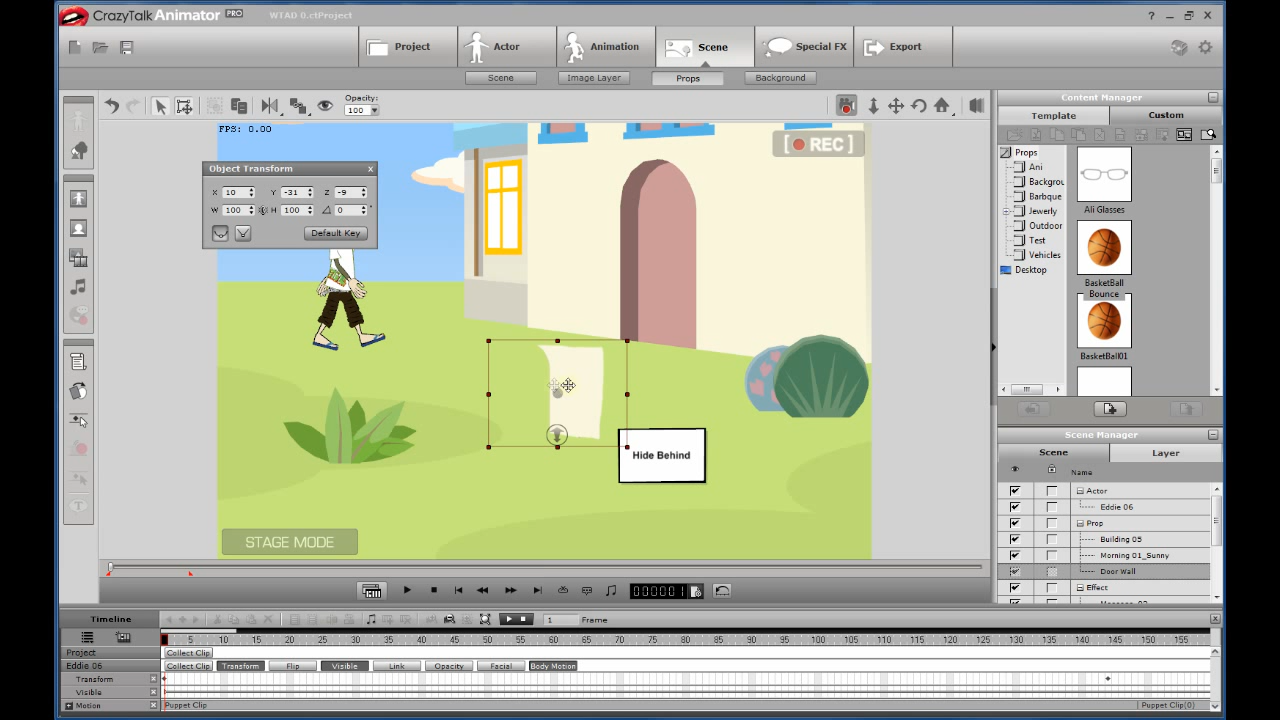 CrazyTalk Animator PRO WTAD 0.ctProject
Project Actor Animation Scene Special FX Export
Scene Image Layer Props Background
Opacity:
100
FPS: 0.00
[ REC ]
Object Transform x
X 10 Y -31 Z -9
W 100 H 100 0 °
Default Key
Hide Behind
STAGE MODE
Content Manager
Template Custom
Props
Ani
Backgrou
Barbque
Jewerly
Outdoor
Test
Vehicles
Desktop
Ali Glasses
BasketBall
Bounce
BasketBall01
Scene Manager
Scene Layer
Name
Actor
Eddie 06
Prop
Building 05
Morning 01_Sunny
Door Wall
Effect
000001
Timeline 1 Frame
5 10 15 20 25 30 35 40 45 50 55 60 65 70 75 80 85 90 95 100 105 110 115 120 125 130 135 140 145 150 155
Project Collect Clip
Eddie 06 Collect Clip Transform Flip Visible Link Opacity Facial Body Motion
Transform
Visible
Motion Puppet Clip Puppet Clip(0)